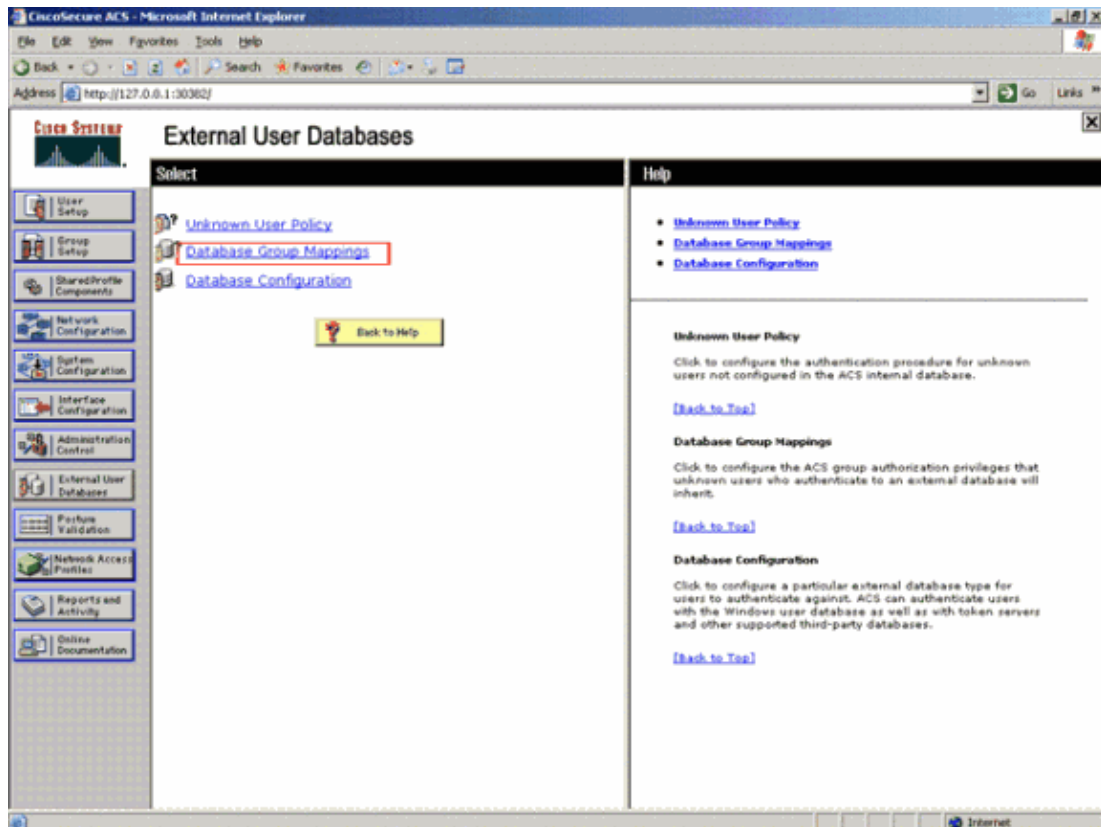 CiscoSecure ACS - Microsoft Internet Explorer
File Edit View Favorites Tools Help
Back Search Favorites
Address http://127.0.0.1:30382/ Go Links »
CISCO SYSTEMS
External User Databases
Select
Help
User
Setup
Group
Setup
Shared Profile
Components
Network
Configuration
System
Configuration
Interface
Configuration
Administration
Control
External User
Databases
Posture
Validation
Network Access
Profiles
Reports and
Activity
Online
Documentation
Unknown User Policy
Database Group Mappings
Database Configuration
Back to Help
• Unknown User Policy
• Database Group Mappings
• Database Configuration
Unknown User Policy
Click to configure the authentication procedure for unknown
users not configured in the ACS internal database.
[Back to Top]
Database Group Mappings
Click to configure the ACS group authorization privileges that
unknown users who authenticate to an external database will
inherit.
[Back to Top]
Database Configuration
Click to configure a particular external database type for
users to authenticate against. ACS can authenticate users
with the Windows user database as well as with token servers
and other supported third-party databases.
[Back to Top]
Internet